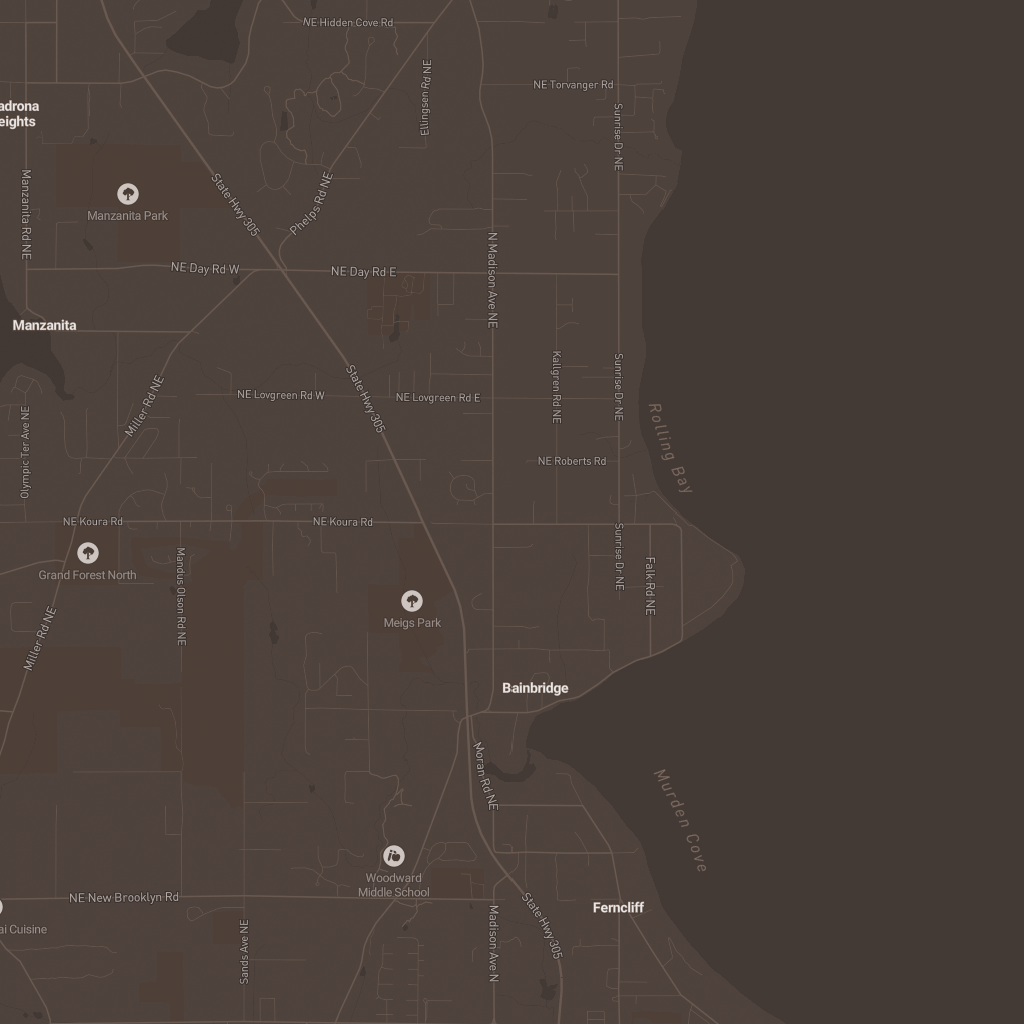 NE Hidden Cove Rd
NE Torvanger Rd
Ellingsen Rd NE
adrona
eights
Sunrise Dr NE
Manzanita Rd NE
State Hwy 305
Phelps Rd NE
Manzanita Park
N Madison Ave NE
NE Day Rd W
NE Day Rd E
Manzanita
Kallgren Rd NE
Sunrise Dr NE
State Hwy 305
Miller Rd NE
NE Lovgreen Rd W
NE Lovgreen Rd E
Olympic Ter Ave NE
Rolling Bay
NE Roberts Rd
NE Koura Rd
NE Koura Rd
Sunrise Dr NE
Falk Rd NE
Grand Forest North
Mandus Olson Rd NE
Meigs Park
Miller Rd NE
Bainbridge
Moran Rd NE
Murden Cove
Woodward
Middle School
NE New Brooklyn Rd
State Hwy 305
Ferncliff
ai Cuisine
Sands Ave NE
Madison Ave N